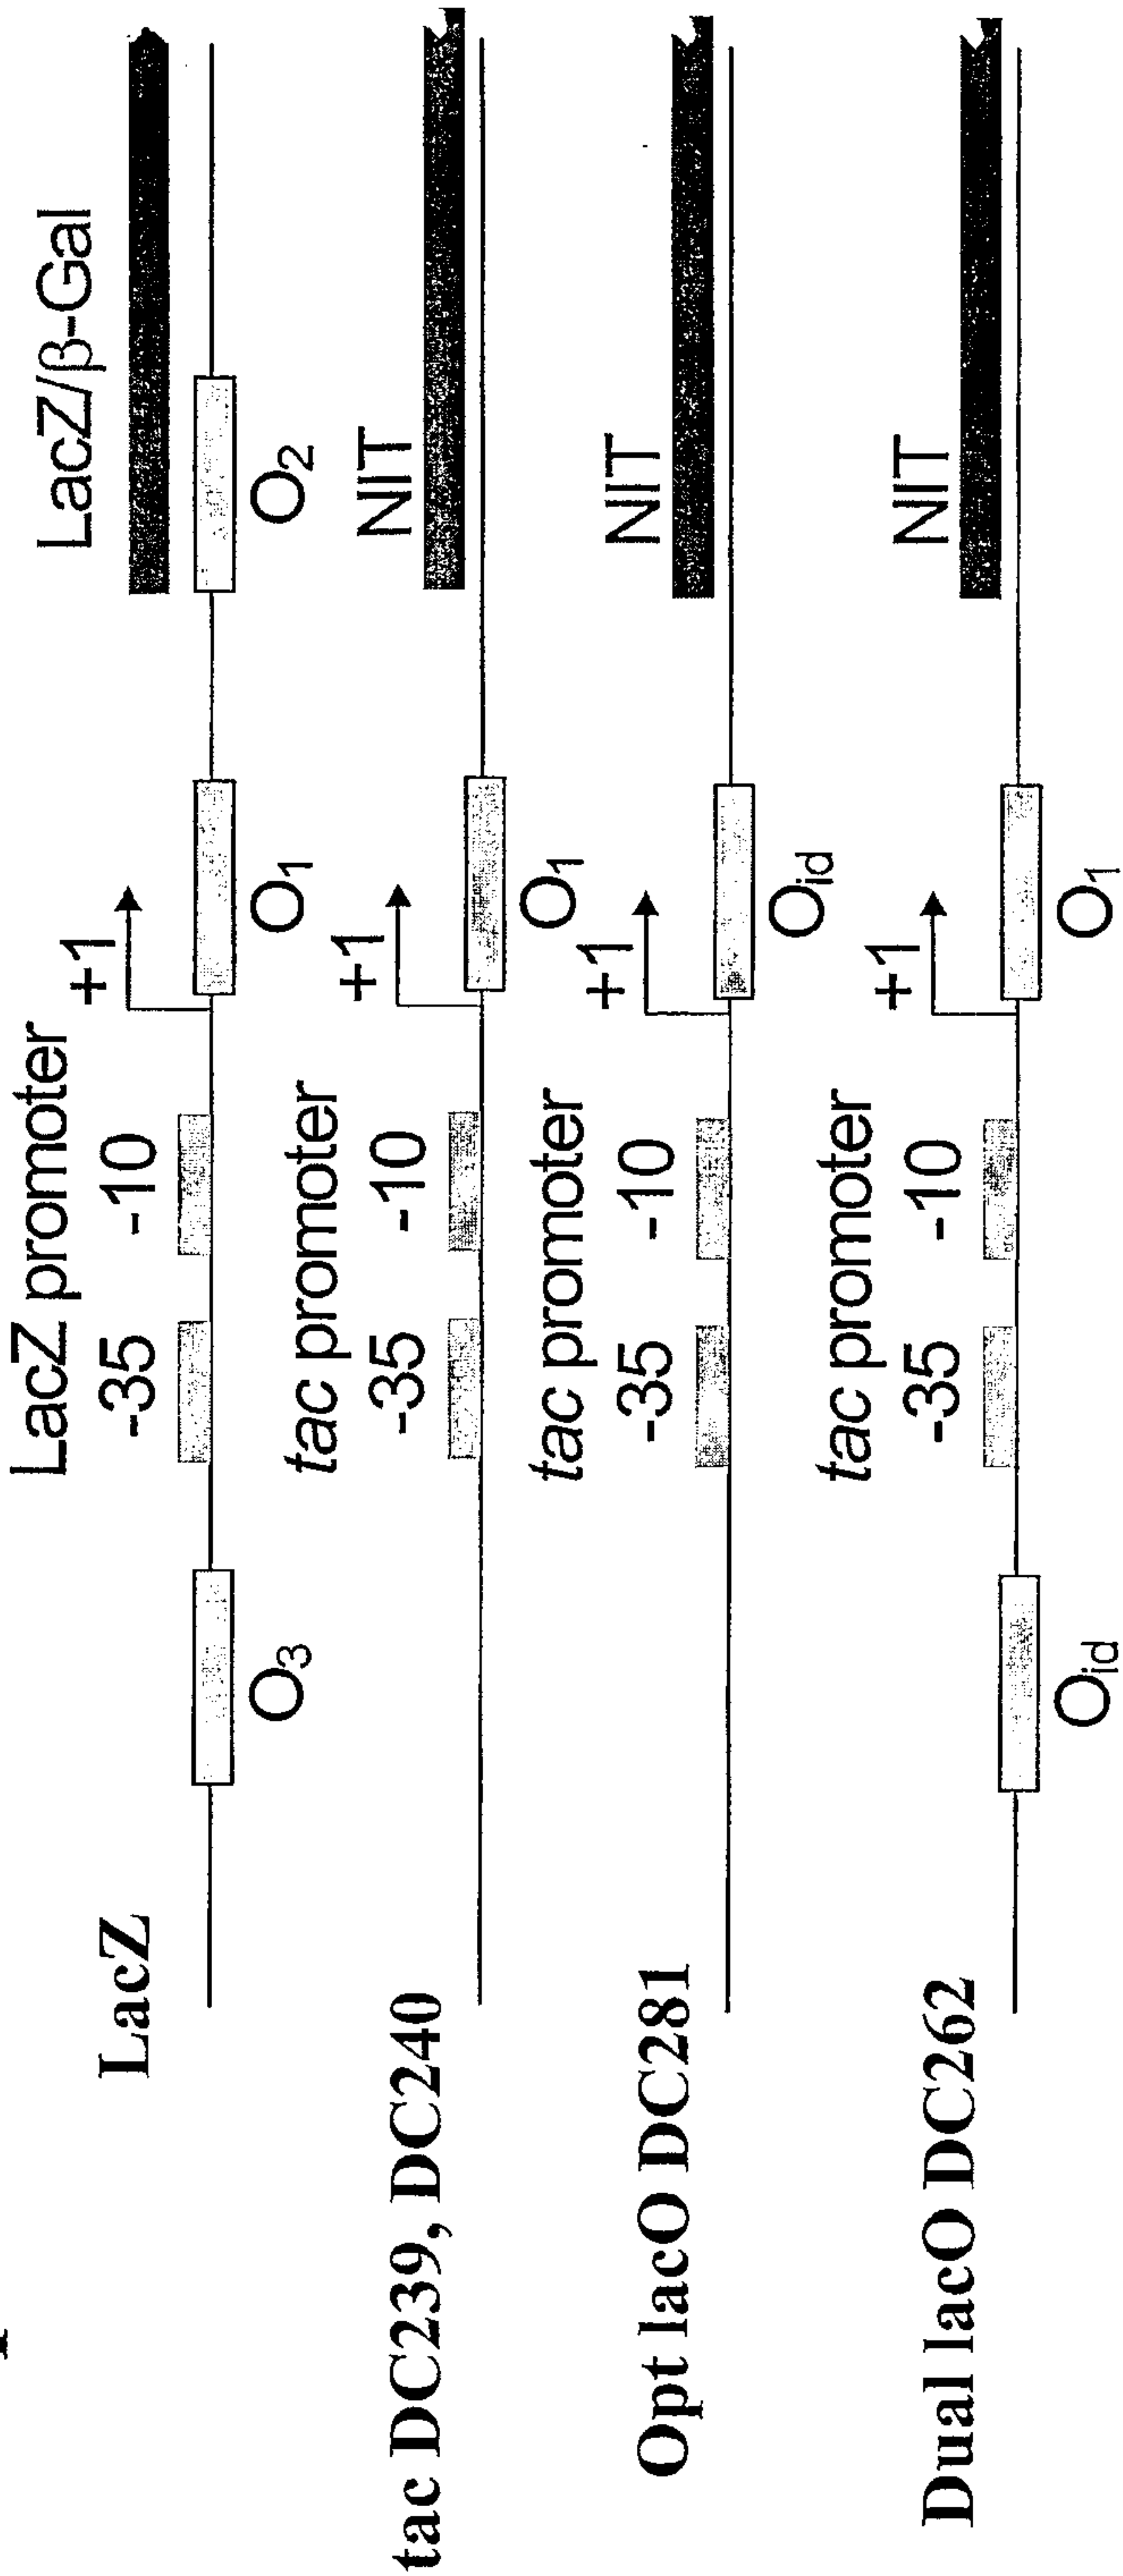 LacZ
LacZ promoter
-35 -10
+1
LacZ/β-Gal
O3
O1
O2
tac DC239, DC240
tac promoter
-35 -10
+1
NIT
O1
Opt lacO DC281
tac promoter
-35 -10
+1
NIT
Oid
Dual lacO DC262
tac promoter
-35 -10
+1
NIT
Oid
O1